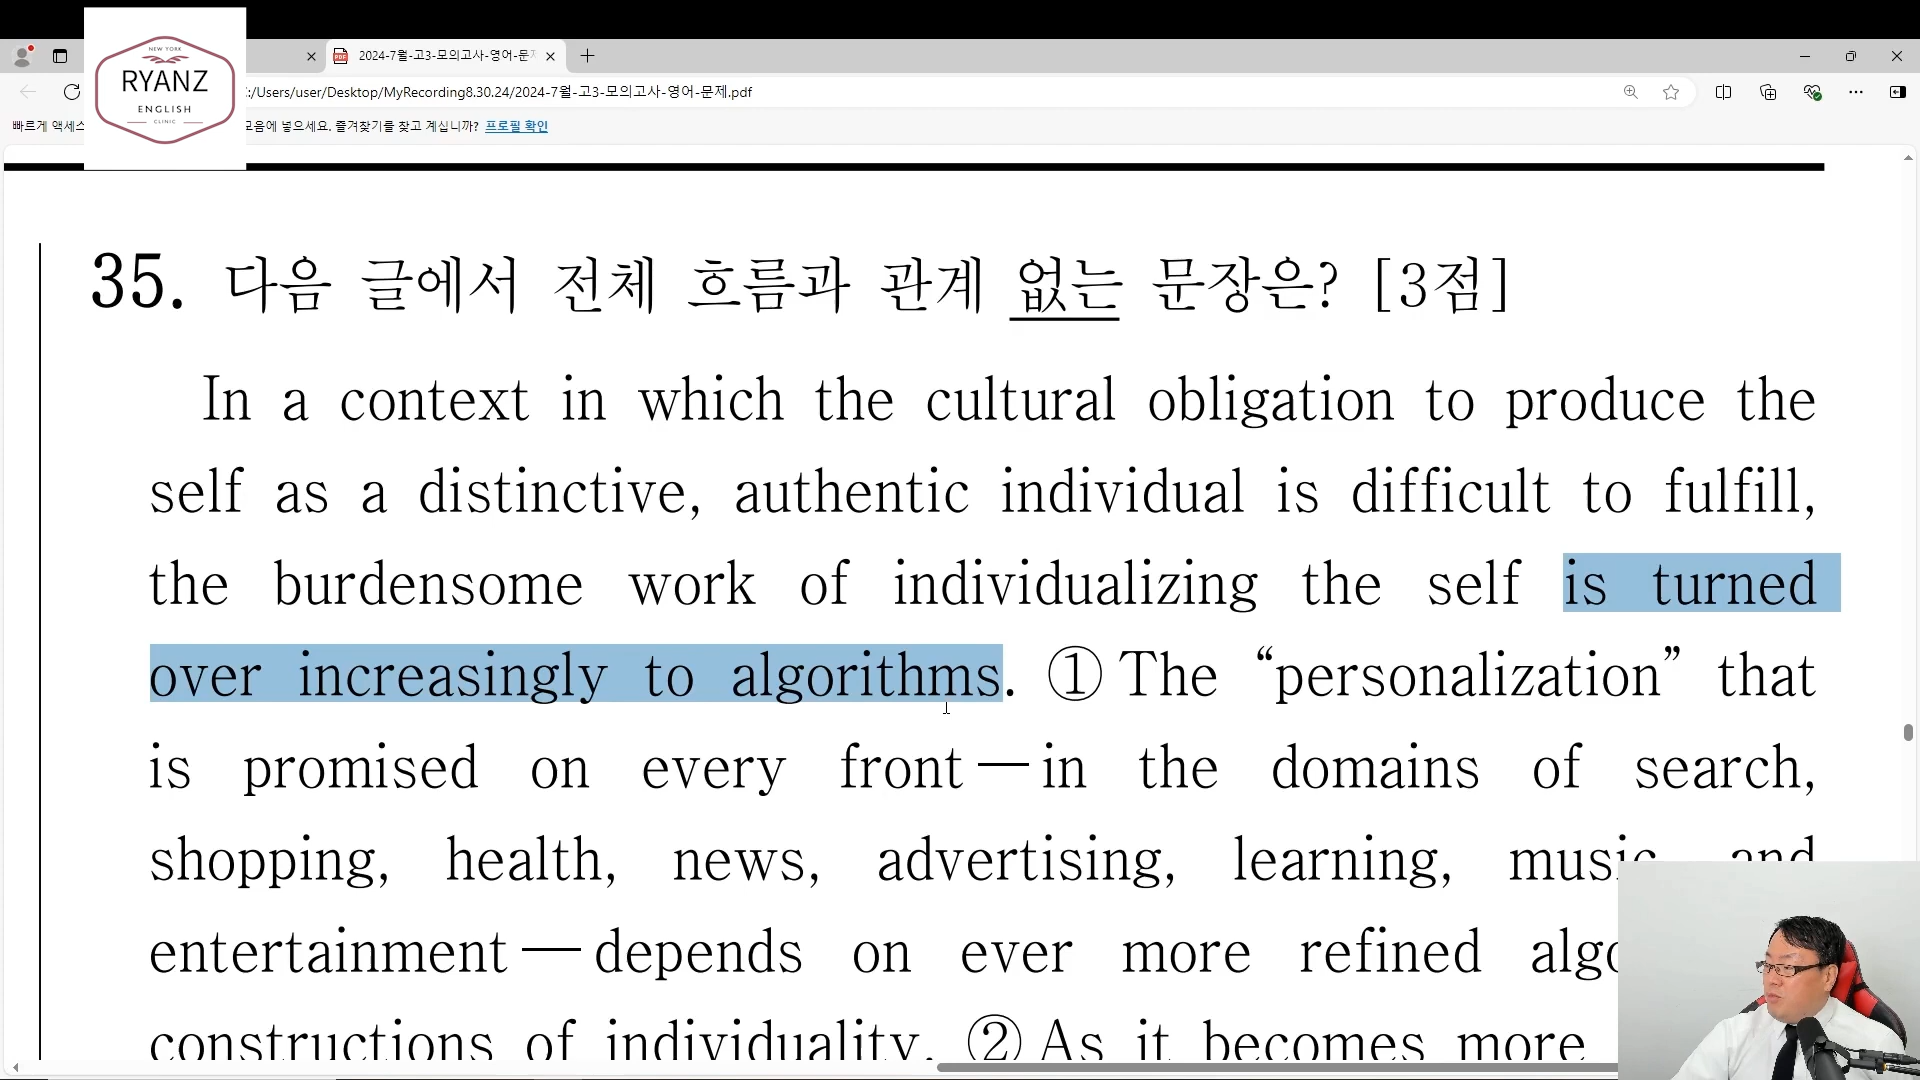 NEW YORK
RYANZ
ENGLISH
CLINIC
2024-7월-고3-모의고사-영어-문
:/Users/user/Desktop/MyRecording8.30.24/2024-7월-고3-모의고사-영어-문제.pdf
빠르게 액세스 모음에 넣으세요. 즐겨찾기를 찾고 계십니까? 프로필 확인
35. 다음 글에서 전체 흐름과 관계 없는 문장은? [3점]
In a context in which the cultural obligation to produce the
self as a distinctive, authentic individual is difficult to fulfill,
the burdensome work of individualizing the self is turned
over increasingly to algorithms. ① The “personalization” that
is promised on every front — in the domains of search,
shopping, health, news, advertising, learning, music and
entertainment — depends on ever more refined
constructions of individuality. ② As it becomes more